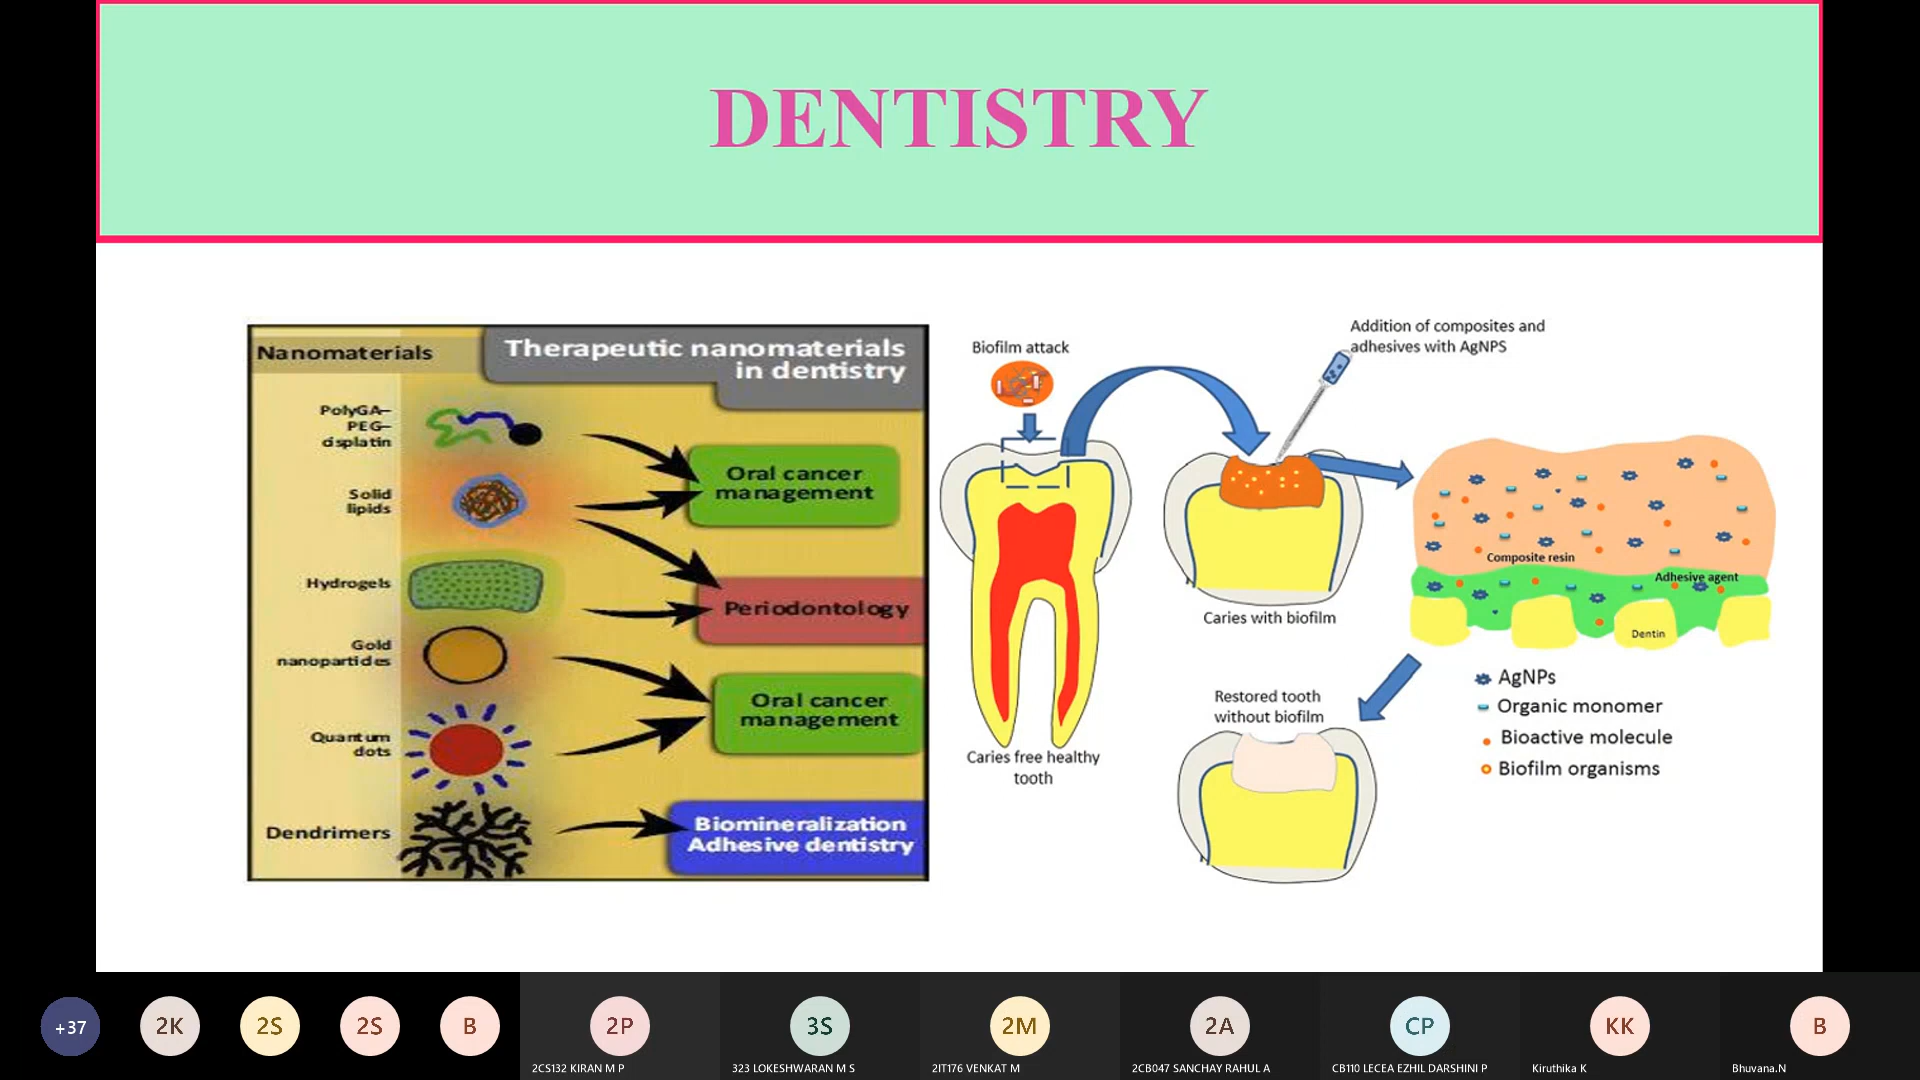 DENTISTRY
Nanomaterials
Therapeutic nanomaterials
in dentistry
PolyGA–
PEG–
cisplatin
Solid
lipids
Hydrogels
Gold
nanoparticles
Quantum
dots
Dendrimers
Oral cancer
management
Periodontology
Oral cancer
management
Biomineralization
Adhesive dentistry
Biofilm attack
Addition of composites and
adhesives with AgNPS
Caries free healthy
tooth
Caries with biofilm
Composite resin
Adhesive agent
Dentin
Restored tooth
without biofilm
AgNPs
Organic monomer
Bioactive molecule
Biofilm organisms
+37
2K
2S
2S
B
2P
2CS132 KIRAN M P
3S
323 LOKESHWARAN M S
2M
2IT176 VENKAT M
2A
2CB047 SANCHAY RAHUL A
CP
CB110 LECEA EZHIL DARSHINI P
KK
Kiruthika K
B
Bhuvana.N